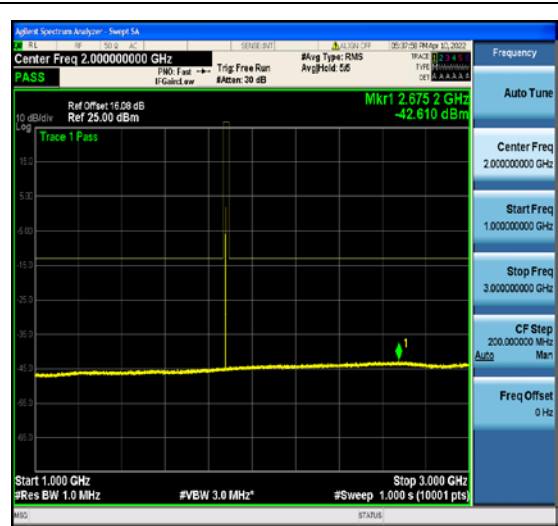 Agilent Spectrum Analyzer - Swept SA
RL RF 50 Ω AC SENSE:INT ALIGN OFF 05:37:58 PM Apr 10, 2022
Center Freq 2.000000000 GHz
PASS
PNO: Fast
IFGain:Low
Trig: Free Run
#Atten: 30 dB
#Avg Type: RMS
Avg|Hold: 5/5
TRACE 1 2 3 4 5 6
TYPE
DET A A A A A A
Mkr1 2.675 2 GHz
-42.610 dBm
Ref Offset 16.08 dB
10 dB/div Ref 25.00 dBm
Log
Trace 1 Pass
15.0
5.00
-5.00
-15.0
-25.0
-35.0
-45.0
-55.0
-65.0
1
Start 1.000 GHz Stop 3.000 GHz
#Res BW 1.0 MHz #VBW 3.0 MHz* #Sweep 1.000 s (10001 pts)
MSG STATUS
Frequency
Auto Tune
Center Freq
2.000000000 GHz
Start Freq
1.000000000 GHz
Stop Freq
3.000000000 GHz
CF Step
200.000000 MHz
Auto Man
Freq Offset
0 Hz